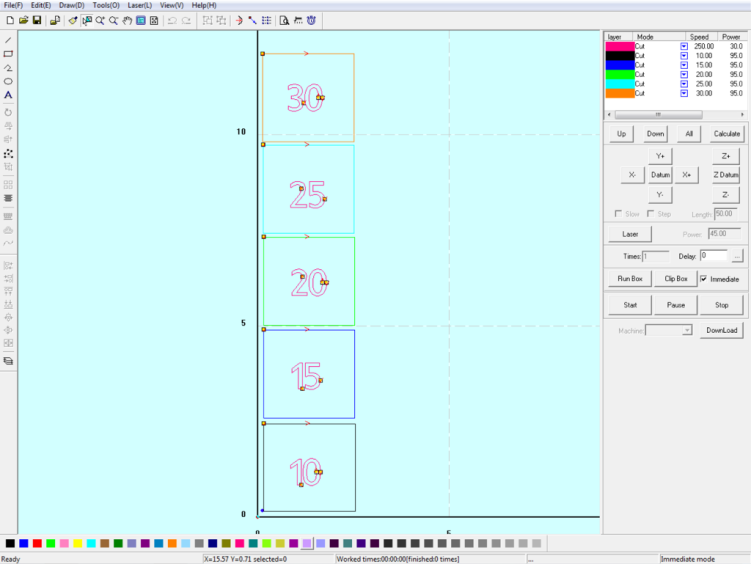 File(F) Edit(E) Draw(D) Tools(O) Laser(L) View(V) Help(H)
layer Mode Speed Power
Cut 250.00 30.0
Cut 10.00 95.0
Cut 15.00 95.0
Cut 20.00 95.0
Cut 25.00 95.0
Cut 30.00 95.0
30
10
25
20
5
15
10
0
0 5
Up Down All Calculate
Y+ Z+
X- Datum X+ Z Datum
Y- Z-
Slow Step Length: 50.00
Laser Power: 45.00
Times: 1 Delay: 0 ...
Run Box Clip Box Immediate
Start Pause Stop
Machine: DownLoad
Ready X=15.57 Y=0.71 selected=0 Worked times:00:00:00[finished:0 times] ... Immediate mode